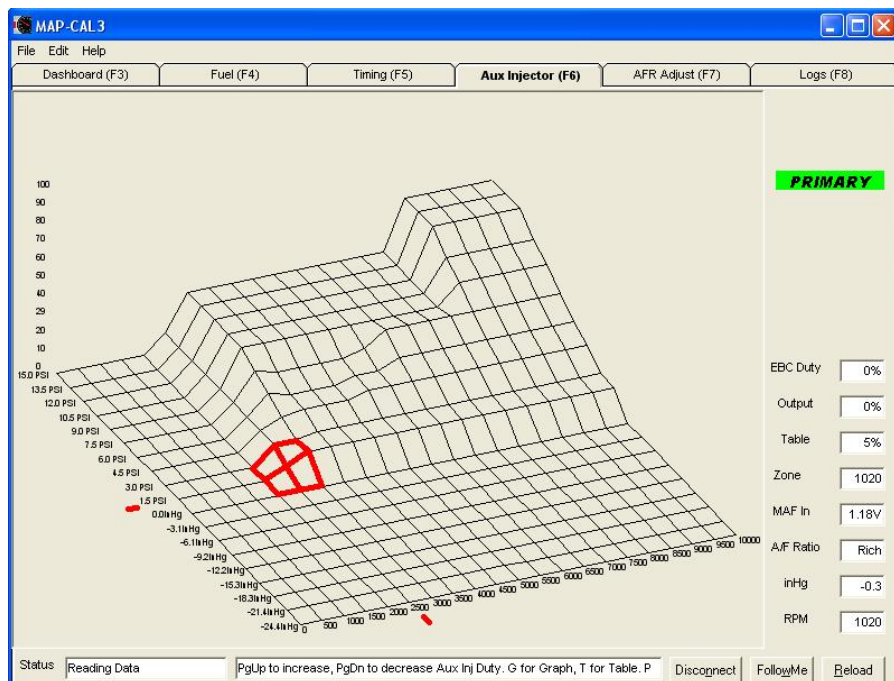 MAP-CAL3
File Edit Help
Dashboard (F3) Fuel (F4) Timing (F5) Aux Injector (F6) AFR Adjust (F7) Logs (F8)
PRIMARY
100
90
80
70
60
50
40
29
20
10
0
15.0 PSI
13.5 PSI
12.0 PSI
10.5 PSI
9.0 PSI
7.5 PSI
6.0 PSI
4.5 PSI
3.0 PSI
1.5 PSI
0.0InHg
-3.1InHg
-6.1InHg
-9.2InHg
-12.2InHg
-15.3InHg
-18.3InHg
-21.4InHg
-24.4InHg
0 500 1000 1500 2000 2500 3000 3500 4000 4500 5000 5500 6000 6500 7000 7500 8000 8500 9000 9500 10000
EBC Duty 0%
Output 0%
Table 5%
Zone 1020
MAF In 1.18V
A/F Ratio Rich
inHg -0.3
RPM 1020
Status Reading Data PgUp to increase, PgDn to decrease Aux Inj Duty. G for Graph, T for Table. P Disconnect FollowMe Reload